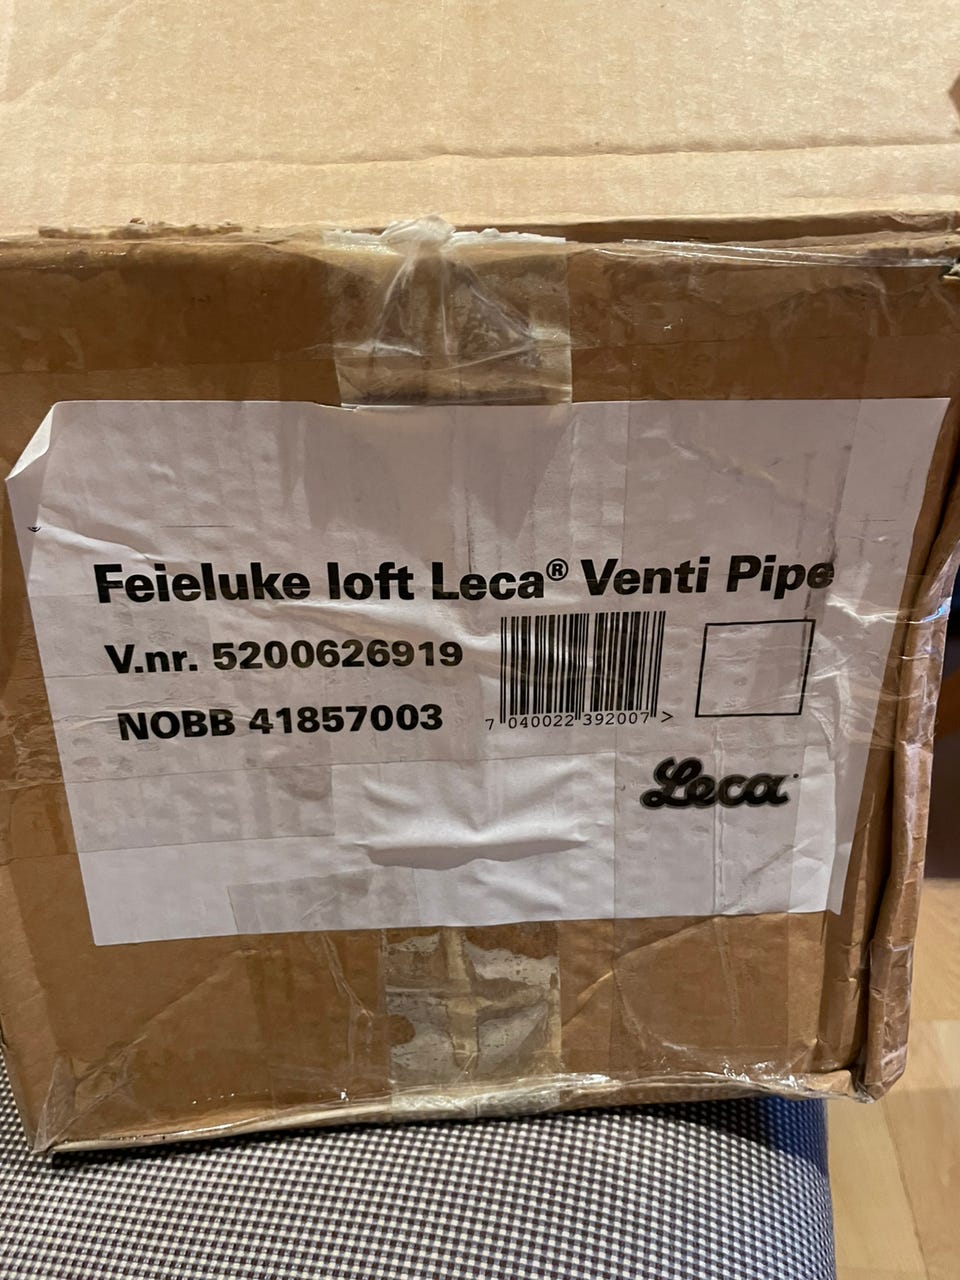 Feieluke loft Leca® Venti Pipe
V.nr. 5200626919
NOBB 41857003
7 040022 392007 >
Leca